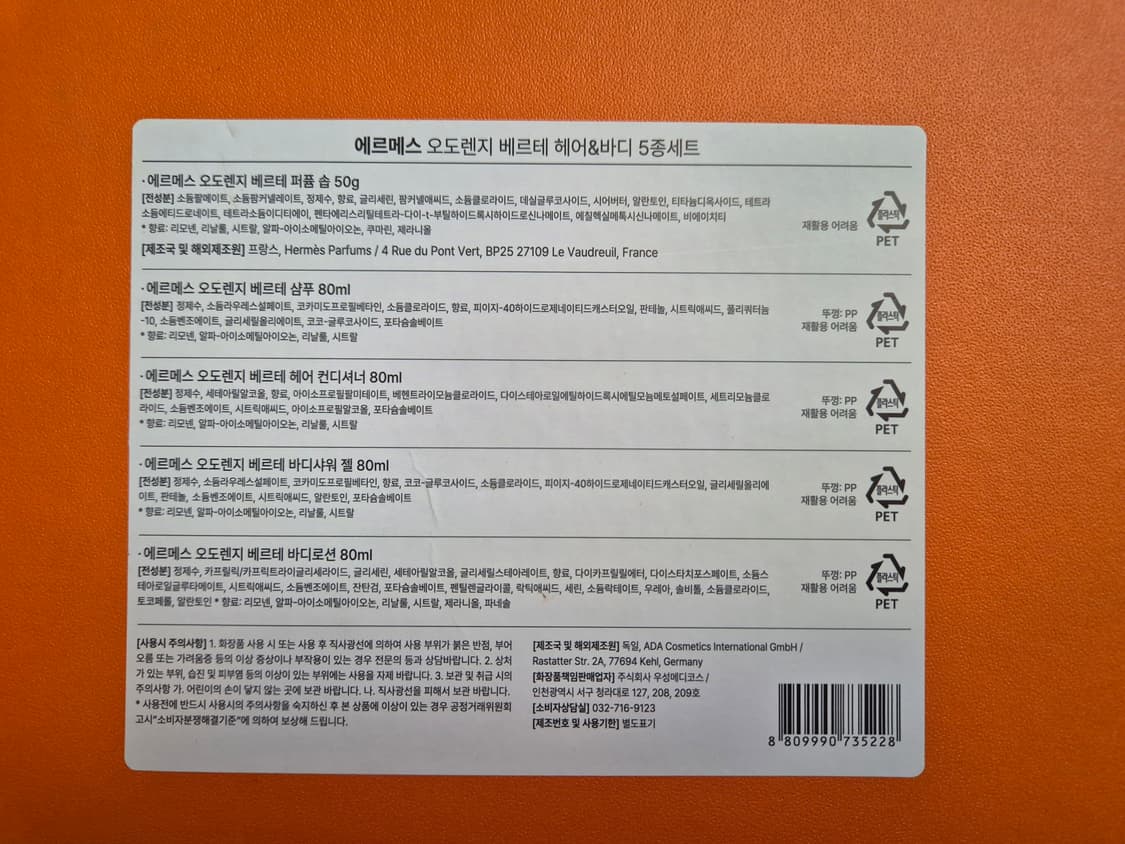 에르메스 오도렌지 베르테 헤어&바디 5종세트
· 에르메스 오도렌지 베르테 퍼퓸 솝 50g
[전성분] 소듐팔메이트, 소듐팜커넬레이트, 정제수, 향료, 글리세린, 팜커넬애씨드, 소듐클로라이드, 데실글루코사이드, 시어버터, 알란토인, 티타늄디옥사이드, 테트라
소듐에티드로네이트, 테트라소듐이디티에이, 펜타에리스리틸테트라-다이-t-부틸하이드록시하이드로신나메이트, 에칠헥실메톡시신나메이트, 비에이치티
* 향료: 리모넨, 리날룰, 시트랄, 알파-아이소메틸아이오논, 쿠마린, 제라니올
[제조국 및 해외제조원] 프랑스, Hermès Parfums / 4 Rue du Pont Vert, BP25 27109 Le Vaudreuil, France
재활용 어려움
플라스틱
PET
· 에르메스 오도렌지 베르테 샴푸 80ml
[전성분] 정제수, 소듐라우레스설페이트, 코카미도프로필베타인, 소듐클로라이드, 향료, 피이지-40하이드로제네이티드캐스터오일, 판테놀, 시트릭애씨드, 폴리쿼터늄
-10, 소듐벤조에이트, 글리세릴올리에이트, 코코-글루코사이드, 포타슘솔베이트
* 향료: 리모넨, 알파-아이소메틸아이오논, 리날룰, 시트랄
뚜껑: PP
재활용 어려움
플라스틱
PET
· 에르메스 오도렌지 베르테 헤어 컨디셔너 80ml
[전성분] 정제수, 세테아릴알코올, 향료, 아이소프로필팔미테이트, 베헨트라이모늄클로라이드, 다이스테아로일에틸하이드록시에틸모늄메토설페이트, 세트리모늄클로
라이드, 소듐벤조에이트, 시트릭애씨드, 아이소프로필알코올, 포타슘솔베이트
* 향료: 리모넨, 알파-아이소메틸아이오논, 리날룰, 시트랄
뚜껑: PP
재활용 어려움
플라스틱
PET
· 에르메스 오도렌지 베르테 바디샤워 젤 80ml
[전성분] 정제수, 소듐라우레스설페이트, 코카미도프로필베타인, 향료, 코코-글루코사이드, 소듐클로라이드, 피이지-40하이드로제네이티드캐스터오일, 글리세릴올리에
이트, 판테놀, 소듐벤조에이트, 시트릭애씨드, 알란토인, 포타슘솔베이트
* 향료: 리모넨, 알파-아이소메틸아이오논, 리날룰, 시트랄
뚜껑: PP
재활용 어려움
플라스틱
PET
· 에르메스 오도렌지 베르테 바디로션 80ml
[전성분] 정제수, 카프릴릭/카프릭트라이글리세라이드, 글리세린, 세테아릴알코올, 글리세릴스테아레이트, 향료, 다이카프릴릴에터, 다이스타치포스페이트, 소듐스
테아로일글루타메이트, 시트릭애씨드, 소듐벤조에이트, 잔탄검, 포타슘솔베이트, 펜틸렌글라이콜, 락틱애씨드, 세린, 소듐락테이트, 우레아, 솔비톨, 소듐클로라이드,
토코페롤, 알란토인 * 향료: 리모넨, 알파-아이소메틸아이오논, 리날룰, 시트랄, 제라니올, 파네솔
뚜껑: PP
재활용 어려움
플라스틱
PET
[사용시 주의사항] 1. 화장품 사용 시 또는 사용 후 직사광선에 의하여 사용 부위가 붉은 반점, 부어
오름 또는 가려움증 등의 이상 증상이나 부작용이 있는 경우 전문의 등과 상담바랍니다. 2. 상처
가 있는 부위, 습진 및 피부염 등의 이상이 있는 부위에는 사용을 자제 바랍니다. 3. 보관 및 취급 시의
주의사항 가. 어린이의 손이 닿지 않는 곳에 보관 바랍니다. 나. 직사광선을 피해서 보관 바랍니다.
* 사용전에 반드시 사용시의 주의사항을 숙지하신 후 본 상품에 이상이 있는 경우 공정거래위원회
고시"소비자분쟁해결기준"에 의하여 보상해 드립니다.
[제조국 및 해외제조원] 독일, ADA Cosmetics International GmbH /
Rastatter Str. 2A, 77694 Kehl, Germany
[화장품책임판매업자] 주식회사 우성메디코스 /
인천광역시 서구 청라대로 127, 208, 209호
[소비자상담실] 032-716-9123
[제조번호 및 사용기한] 별도표기
8 809990 735228